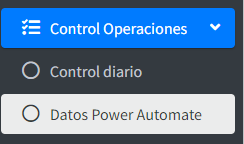 Control Operaciones
Control diario
Datos Power Automate